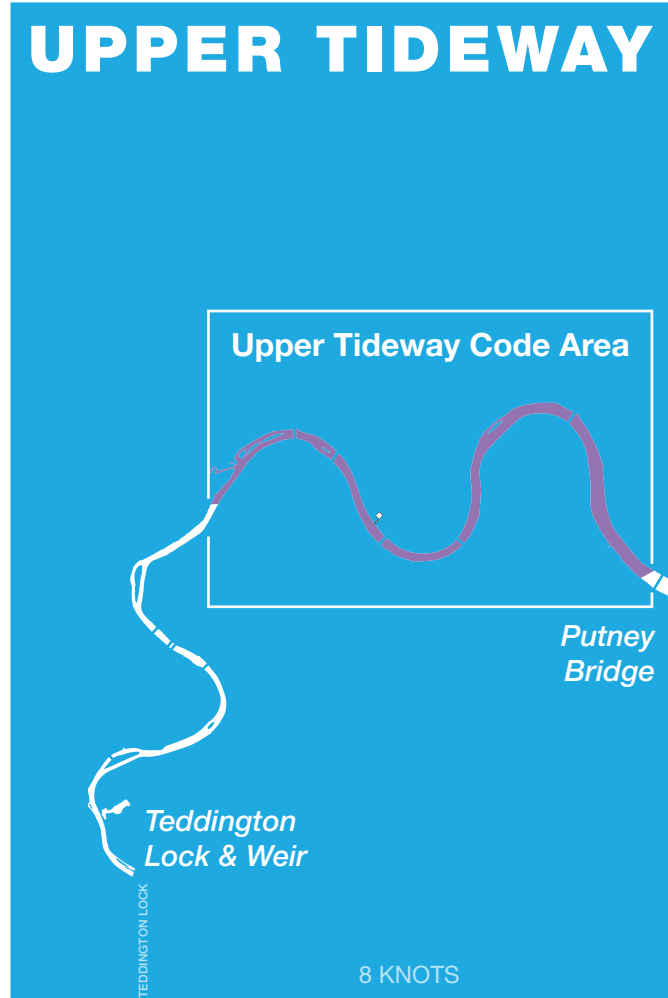 UPPER TIDEWAY
Upper Tideway Code Area
Putney
Bridge
Teddington
Lock & Weir
TEDDINGTON LOCK
8 KNOTS